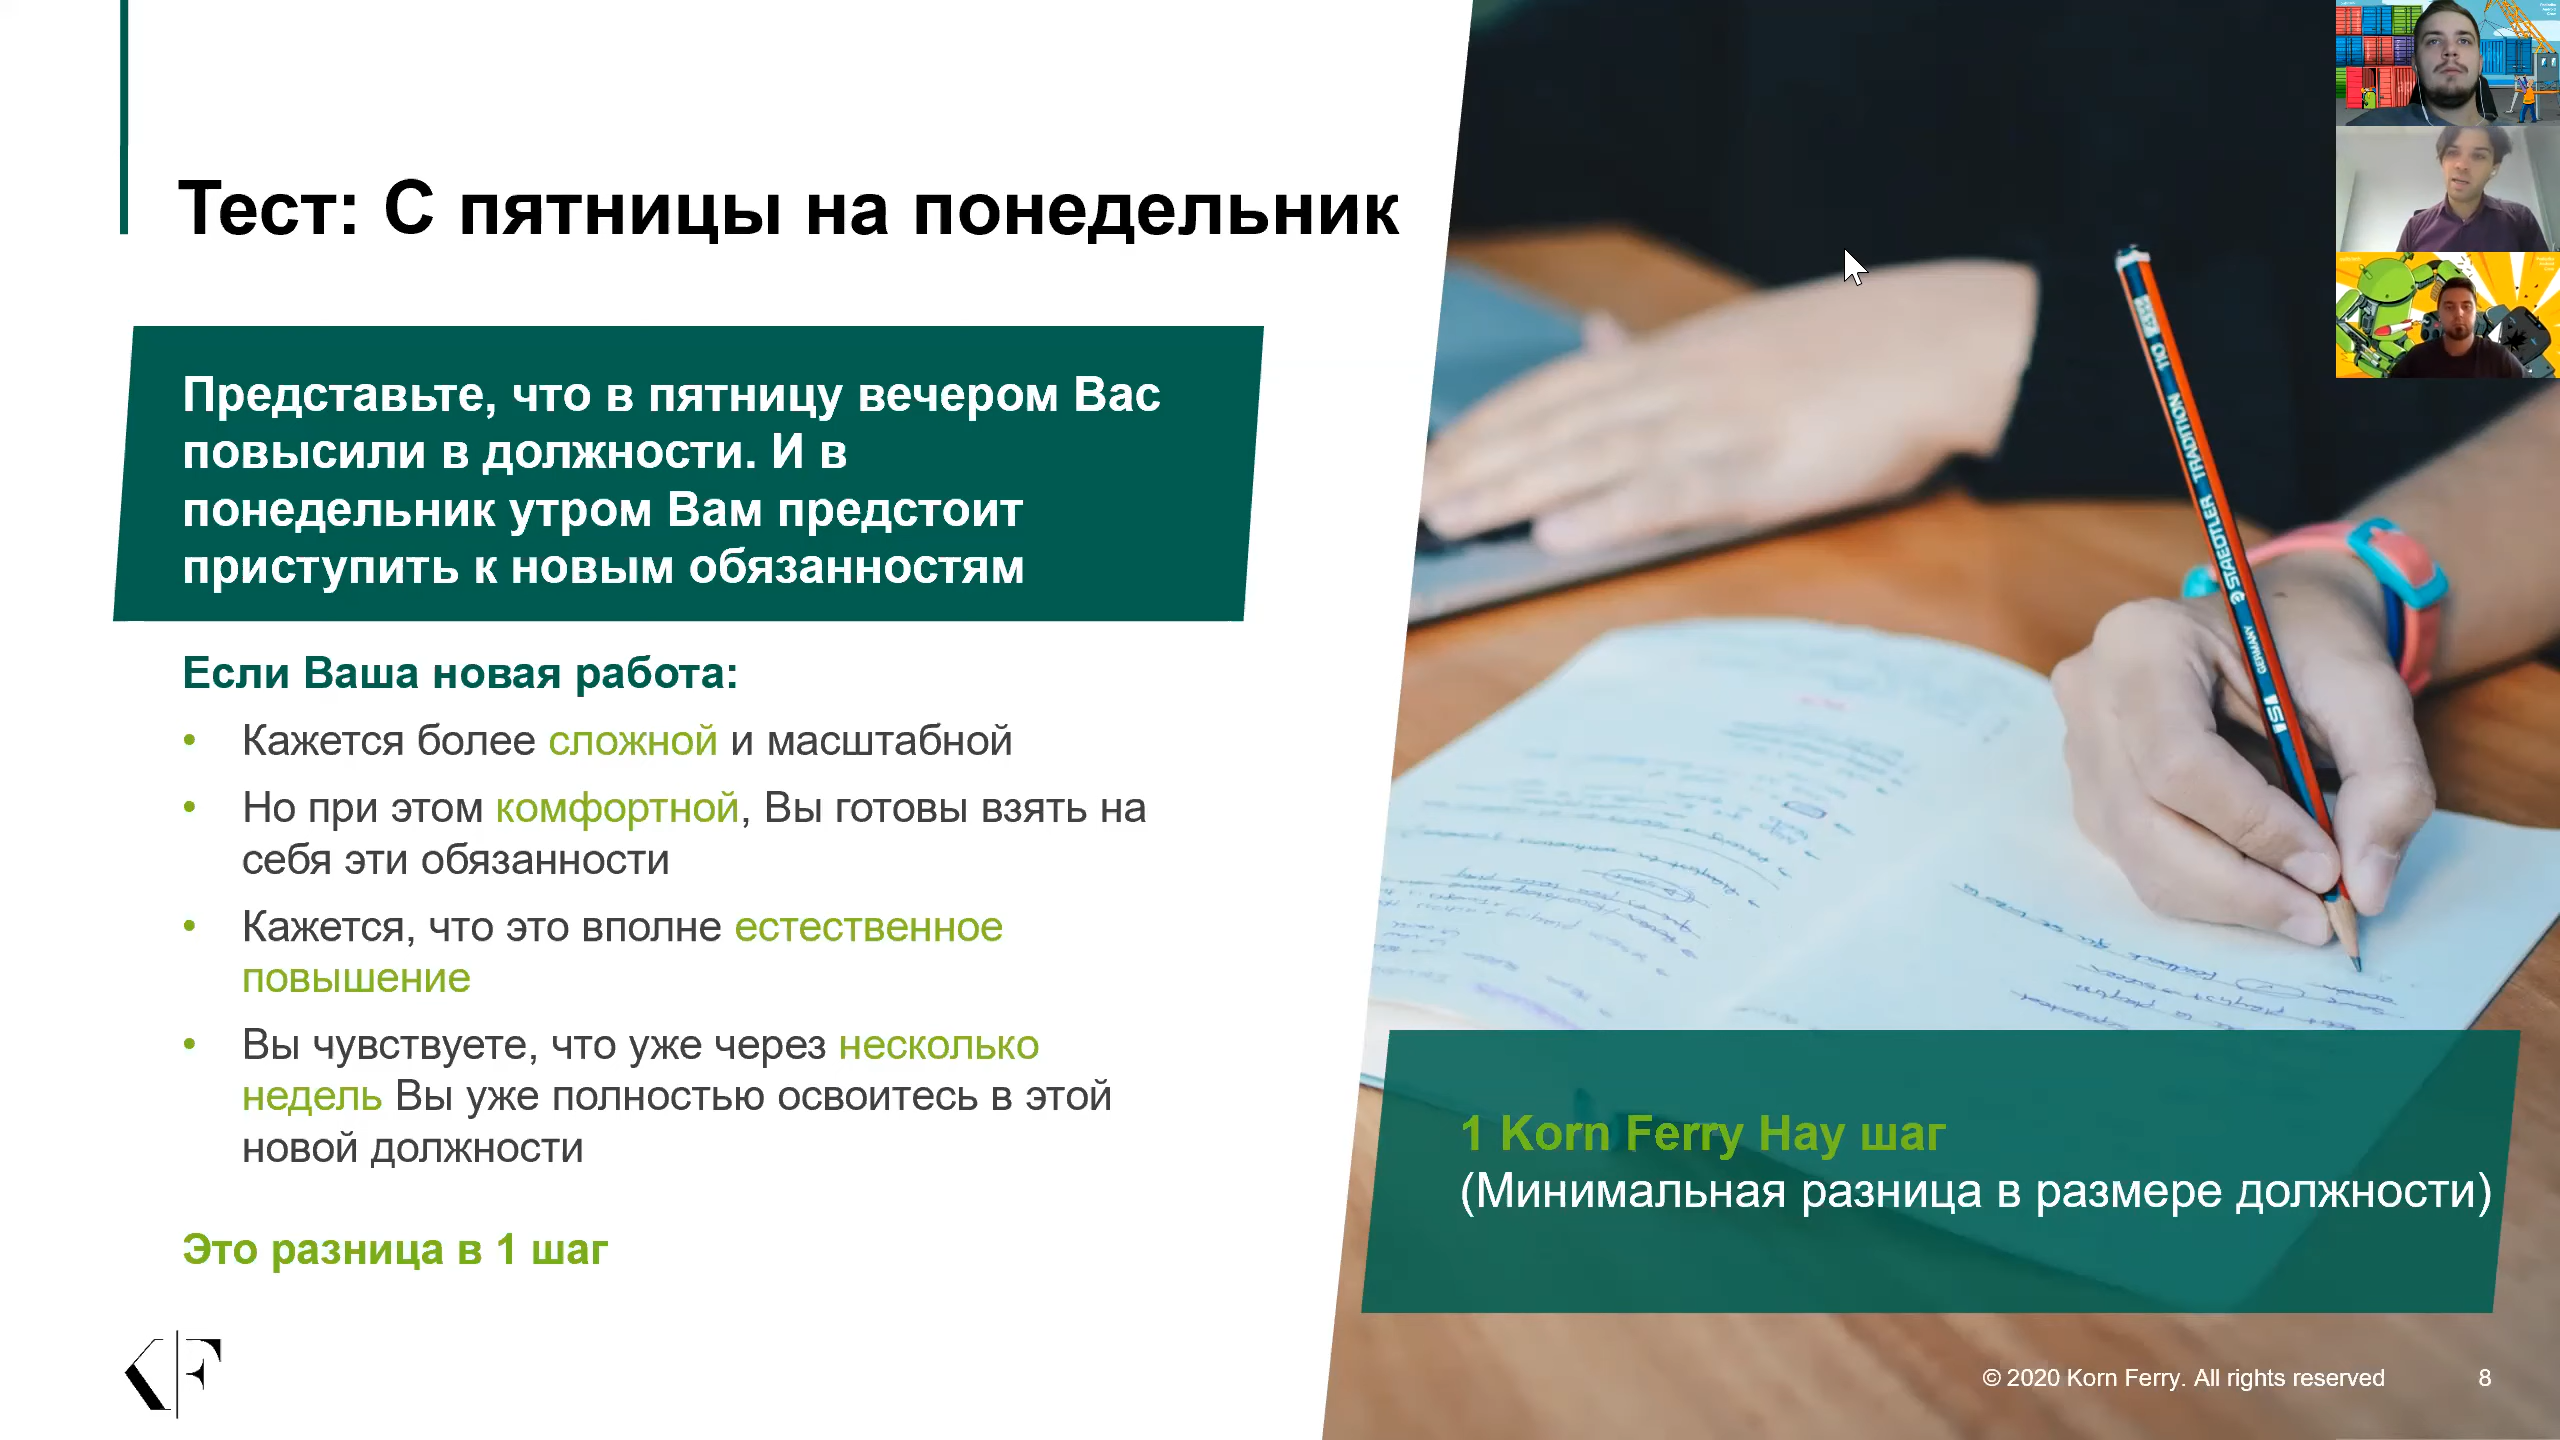 Тест: С пятницы на понедельник
Представьте, что в пятницу вечером Вас
повысили в должности. И в
понедельник утром Вам предстоит
приступить к новым обязанностям
Если Ваша новая работа:
• Кажется более сложной и масштабной
• Но при этом комфортной, Вы готовы взять на
себя эти обязанности
• Кажется, что это вполне естественное
повышение
• Вы чувствуете, что уже через несколько
недель Вы уже полностью освоитесь в этой
новой должности
Это разница в 1 шаг
KF
STAEDTLER TRADITION 110
GERMANY
1 Korn Ferry Hay шаг
(Минимальная разница в размере должности)
© 2020 Korn Ferry. All rights reserved
8